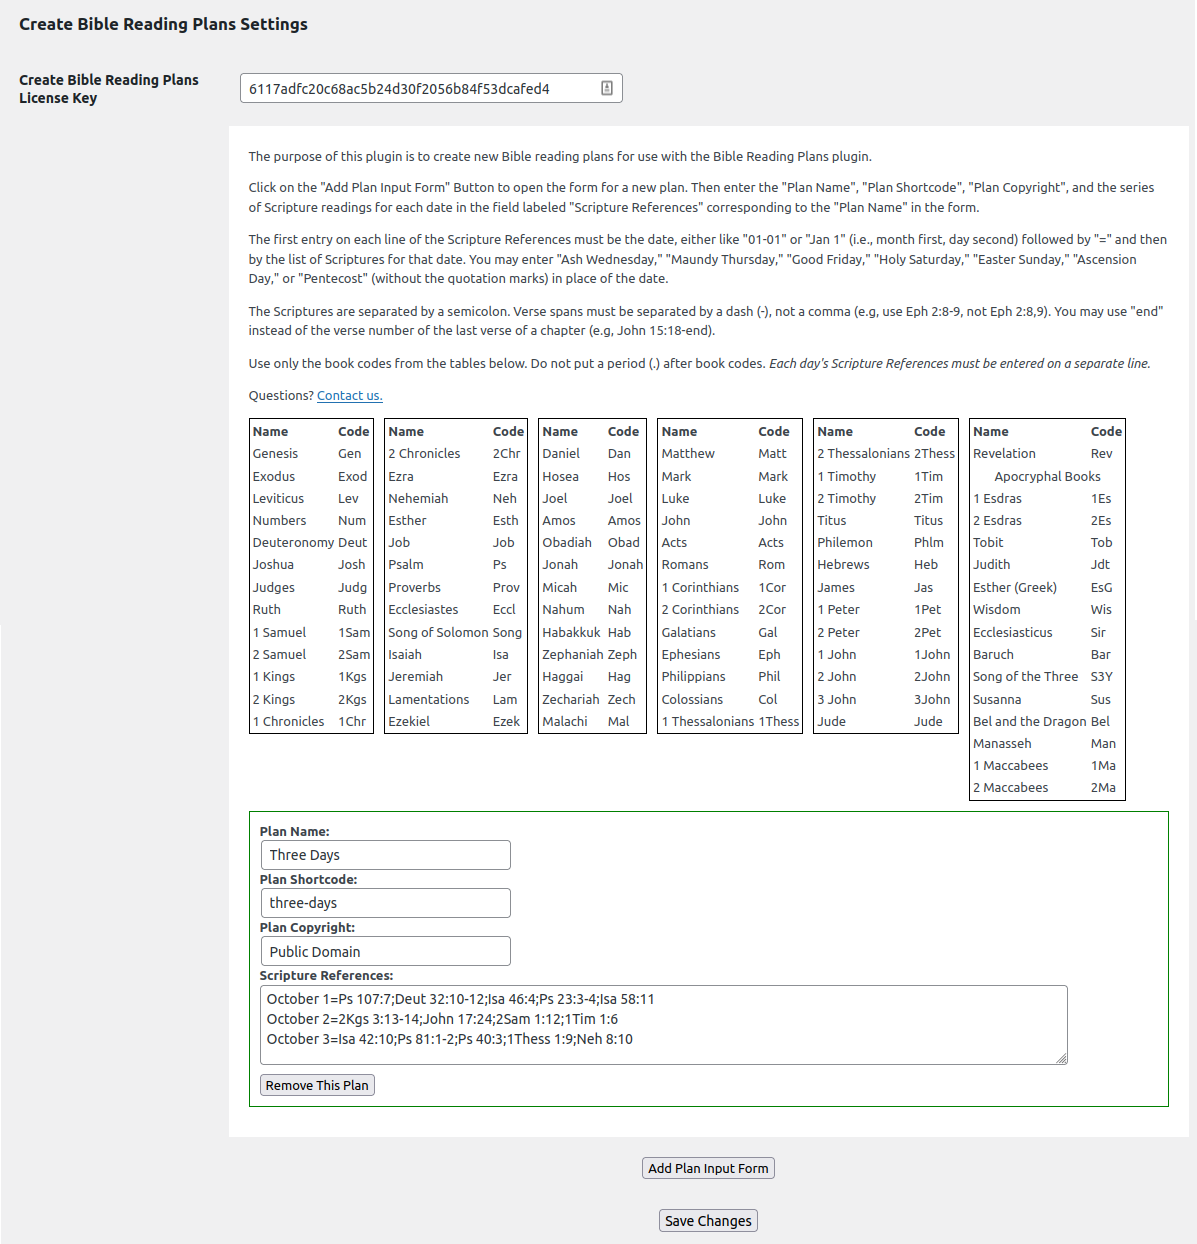 Create Bible Reading Plans Settings
Create Bible Reading Plans
License Key
6117adfc20c68ac5b24d30f2056b84f53dcafed4
The purpose of this plugin is to create new Bible reading plans for use with the Bible Reading Plans plugin.
Click on the "Add Plan Input Form" Button to open the form for a new plan. Then enter the "Plan Name", "Plan Shortcode", "Plan Copyright", and the series
of Scripture readings for each date in the field labeled "Scripture References" corresponding to the "Plan Name" in the form.
The first entry on each line of the Scripture References must be the date, either like "01-01" or "Jan 1" (i.e., month first, day second) followed by "=" and then
by the list of Scriptures for that date. You may enter "Ash Wednesday," "Maundy Thursday," "Good Friday," "Holy Saturday," "Easter Sunday," "Ascension
Day," or "Pentecost" (without the quotation marks) in place of the date.
The Scriptures are separated by a semicolon. Verse spans must be separated by a dash (-), not a comma (e.g, use Eph 2:8-9, not Eph 2:8,9). You may use "end"
instead of the verse number of the last verse of a chapter (e.g, John 15:18-end).
Use only the book codes from the tables below. Do not put a period (.) after book codes. Each day's Scripture References must be entered on a separate line.
Questions? Contact us.
Name Code
Genesis Gen
Exodus Exod
Leviticus Lev
Numbers Num
Deuteronomy Deut
Joshua Josh
Judges Judg
Ruth Ruth
1 Samuel 1Sam
2 Samuel 2Sam
1 Kings 1Kgs
2 Kings 2Kgs
1 Chronicles 1Chr
Name Code
2 Chronicles 2Chr
Ezra Ezra
Nehemiah Neh
Esther Esth
Job Job
Psalm Ps
Proverbs Prov
Ecclesiastes Eccl
Song of Solomon Song
Isaiah Isa
Jeremiah Jer
Lamentations Lam
Ezekiel Ezek
Name Code
Daniel Dan
Hosea Hos
Joel Joel
Amos Amos
Obadiah Obad
Jonah Jonah
Micah Mic
Nahum Nah
Habakkuk Hab
Zephaniah Zeph
Haggai Hag
Zechariah Zech
Malachi Mal
Name Code
Matthew Matt
Mark Mark
Luke Luke
John John
Acts Acts
Romans Rom
1 Corinthians 1Cor
2 Corinthians 2Cor
Galatians Gal
Ephesians Eph
Philippians Phil
Colossians Col
1 Thessalonians 1Thess
Name Code
2 Thessalonians 2Thess
1 Timothy 1Tim
2 Timothy 2Tim
Titus Titus
Philemon Phlm
Hebrews Heb
James Jas
1 Peter 1Pet
2 Peter 2Pet
1 John 1John
2 John 2John
3 John 3John
Jude Jude
Name Code
Revelation Rev
Apocryphal Books
1 Esdras 1Es
2 Esdras 2Es
Tobit Tob
Judith Jdt
Esther (Greek) EsG
Wisdom Wis
Ecclesiasticus Sir
Baruch Bar
Song of the Three S3Y
Susanna Sus
Bel and the Dragon Bel
Manasseh Man
1 Maccabees 1Ma
2 Maccabees 2Ma
Plan Name:
Three Days
Plan Shortcode:
three-days
Plan Copyright:
Public Domain
Scripture References:
October 1=Ps 107:7;Deut 32:10-12;Isa 46:4;Ps 23:3-4;Isa 58:11
October 2=2Kgs 3:13-14;John 17:24;2Sam 1:12;1Tim 1:6
October 3=Isa 42:10;Ps 81:1-2;Ps 40:3;1Thess 1:9;Neh 8:10
Remove This Plan
Add Plan Input Form
Save Changes